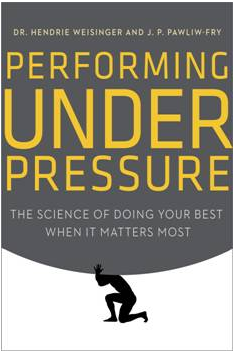 DR. HENDRIE WEISINGER AND J. P. PAWLIW-FRY
PERFORMING
UNDER
PRESSURE
THE SCIENCE OF DOING YOUR BEST
WHEN IT MATTERS MOST